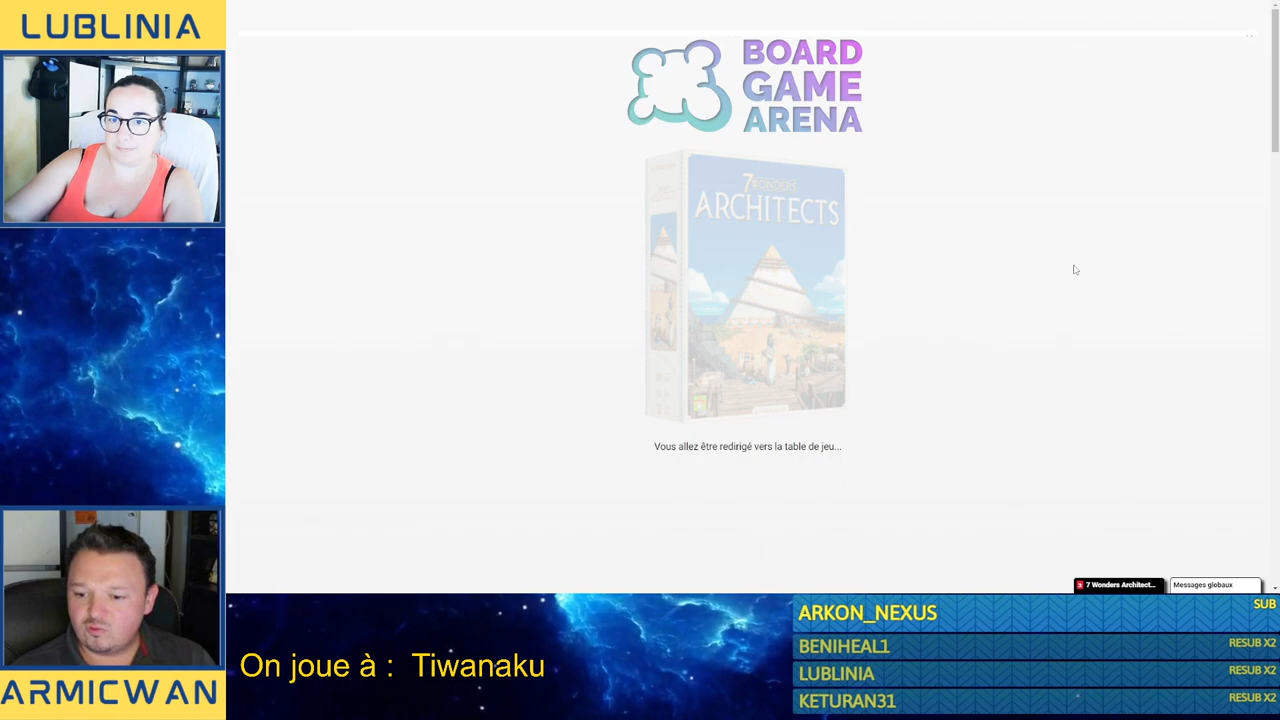 LUBLINIA
BOARD
GAME
ARENA
7 WONDERS
ARCHITECTS
Vous allez être redirigé vers la table de jeu...
3 7 Wonders Architect...
Messages globaux
ARKON_NEXUS SUB
BENIHEAL1 RESUB X2
LUBLINIA RESUB X2
KETURAN31 RESUB X2
On joue à : Tiwanaku
ARMICWAN